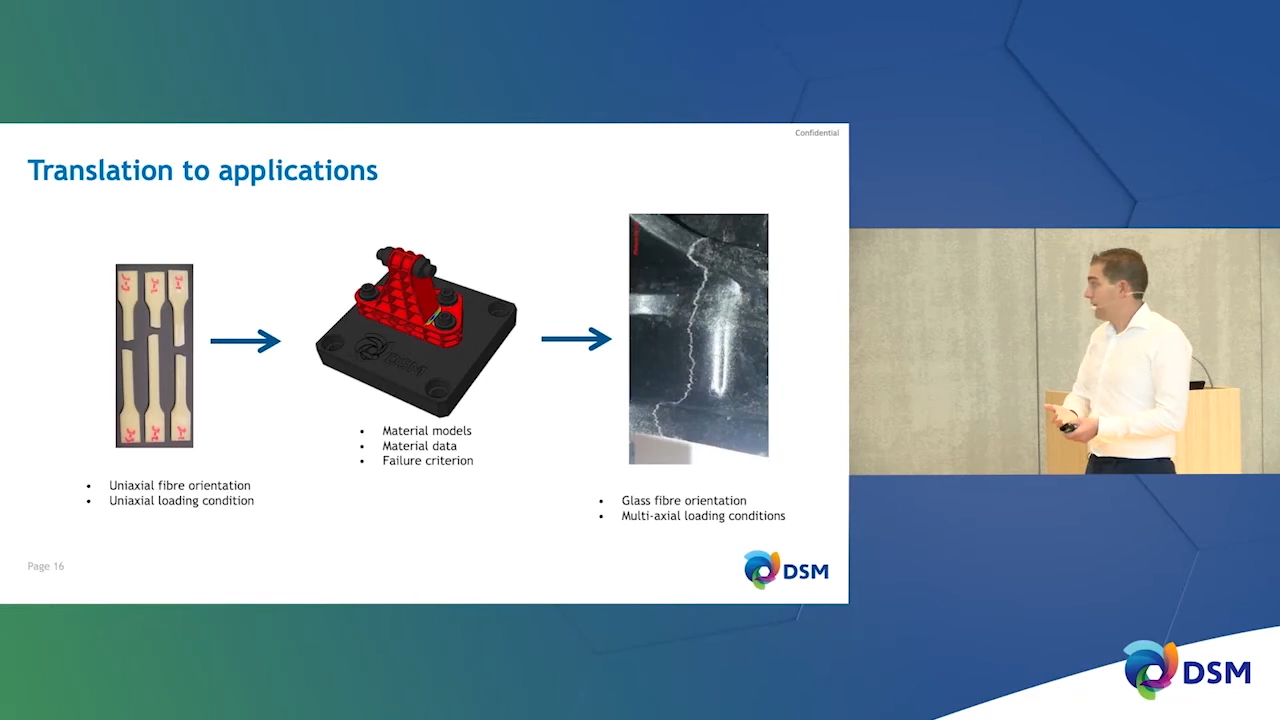 Confidential
Translation to applications
DSM
• Material models
• Material data
• Failure criterion
• Uniaxial fibre orientation
• Uniaxial loading condition
• Glass fibre orientation
• Multi-axial loading conditions
Page 16
DSM
DSM